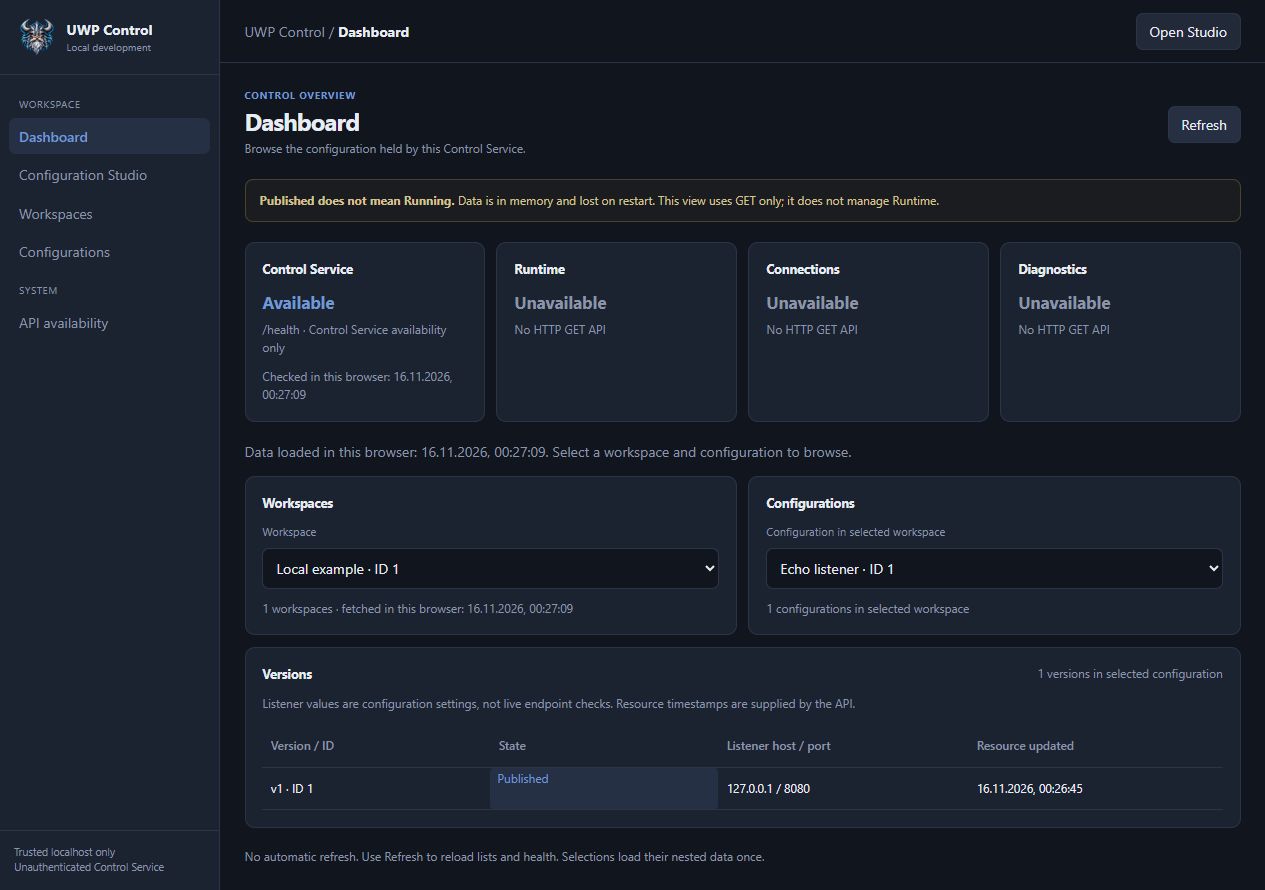 UWP Control
Local development
WORKSPACE
Dashboard
Configuration Studio
Workspaces
Configurations
SYSTEM
API availability
Trusted localhost only
Unauthenticated Control Service
UWP Control / Dashboard
Open Studio
CONTROL OVERVIEW
Dashboard
Browse the configuration held by this Control Service.
Refresh
Published does not mean Running. Data is in memory and lost on restart. This view uses GET only; it does not manage Runtime.
Control Service
Available
/health · Control Service availability
only
Checked in this browser: 16.11.2026,
00:27:09
Runtime
Unavailable
No HTTP GET API
Connections
Unavailable
No HTTP GET API
Diagnostics
Unavailable
No HTTP GET API
Data loaded in this browser: 16.11.2026, 00:27:09. Select a workspace and configuration to browse.
Workspaces
Workspace
Local example · ID 1
1 workspaces · fetched in this browser: 16.11.2026, 00:27:09
Configurations
Configuration in selected workspace
Echo listener · ID 1
1 configurations in selected workspace
Versions
1 versions in selected configuration
Listener values are configuration settings, not live endpoint checks. Resource timestamps are supplied by the API.
Version / ID State Listener host / port Resource updated
v1 · ID 1 Published 127.0.0.1 / 8080 16.11.2026, 00:26:45
No automatic refresh. Use Refresh to reload lists and health. Selections load their nested data once.